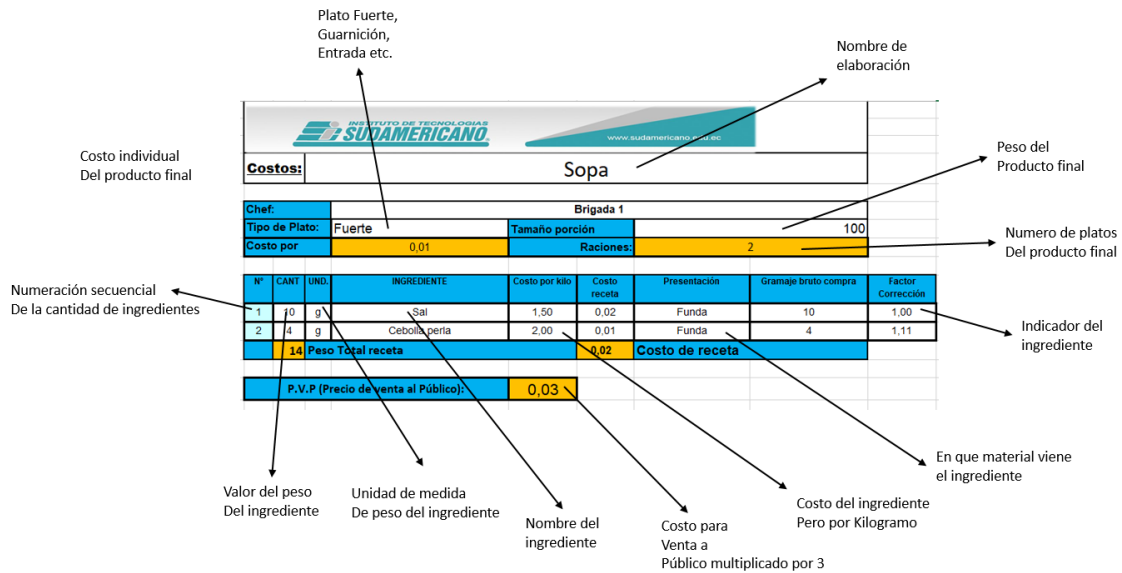 Plato Fuerte,
Guarnición,
Entrada etc.
Nombre de
elaboración
INSTITUTO DE TECNOLOGIAS
SUDAMERICANO.
www.sudamericano.edu.ec
Costo individual
Del producto final
Costos: Sopa
Peso del
Producto final
Chef: Brigada 1
Tipo de Plato: Fuerte Tamaño porción 100
Costo por 0,01 Raciones: 2
Numero de platos
Del producto final
Numeración secuencial
De la cantidad de ingredientes
N° CANT UND. INGREDIENTE Costo por kilo Costo receta Presentación Gramaje bruto compra Factor Corrección
1 10 g Sal 1,50 0,02 Funda 10 1,00
2 4 g Cebolla perla 2,00 0,01 Funda 4 1,11
14 Peso Total receta 0,02 Costo de receta
Indicador del
ingrediente
P.V.P (Precio de venta al Público): 0,03
En que material viene
el ingrediente
Valor del peso
Del ingrediente
Unidad de medida
De peso del ingrediente
Nombre del
ingrediente
Costo para
Venta a
Público multiplicado por 3
Costo del ingrediente
Pero por Kilogramo